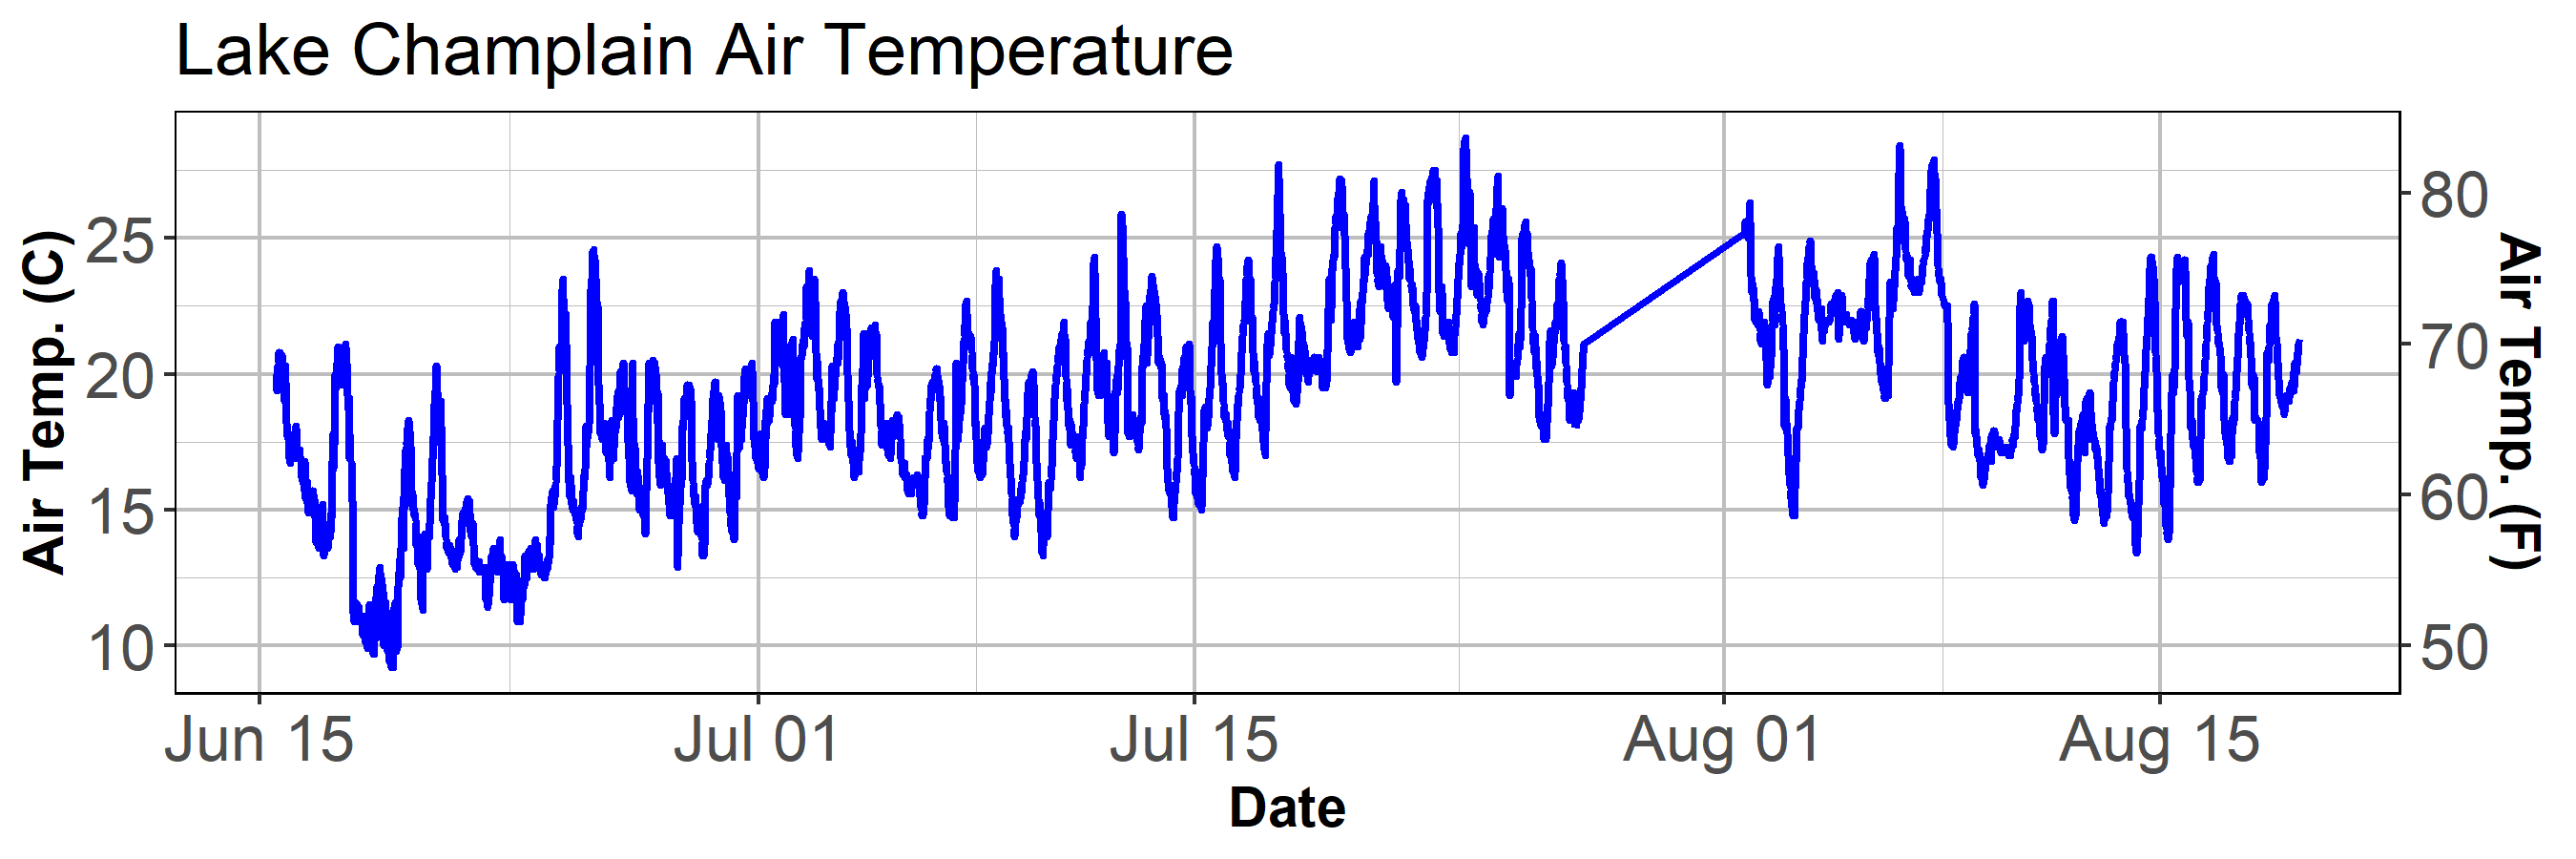 Lake Champlain Air Temperature
Air Temp. (C)
25
20
15
10
80
70
60
50
Air Temp. (F)
Jun 15
Jul 01
Jul 15
Aug 01
Aug 15
Date